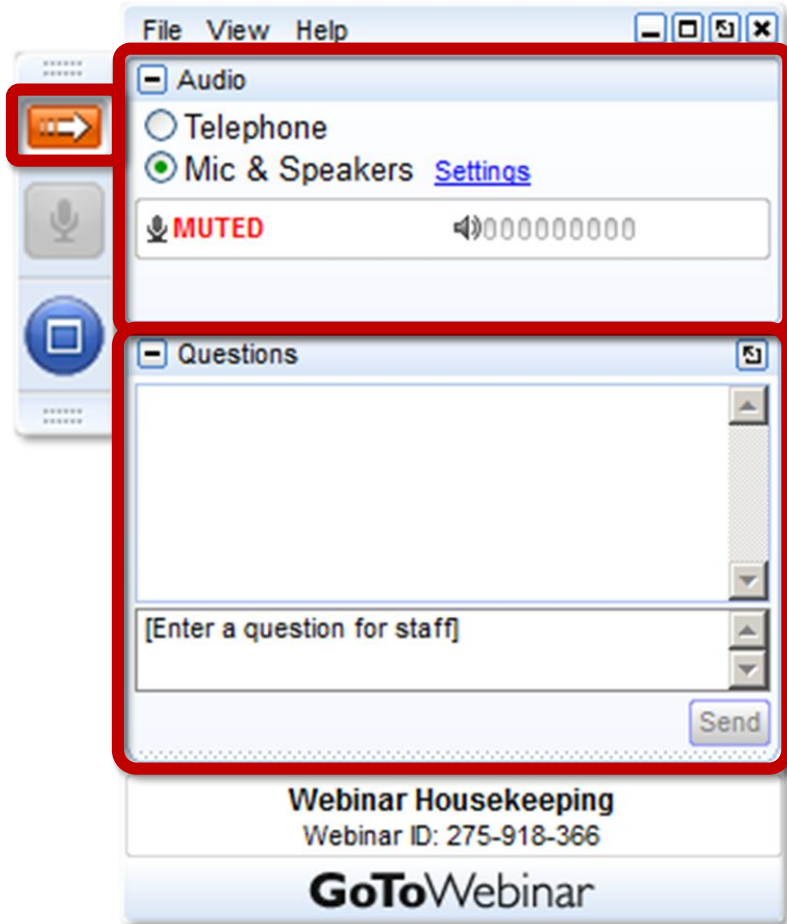 File View Help
Audio
Telephone
Mic & Speakers Settings
MUTED
Questions
[Enter a question for staff]
Send
Webinar Housekeeping
Webinar ID: 275-918-366
GoToWebinar